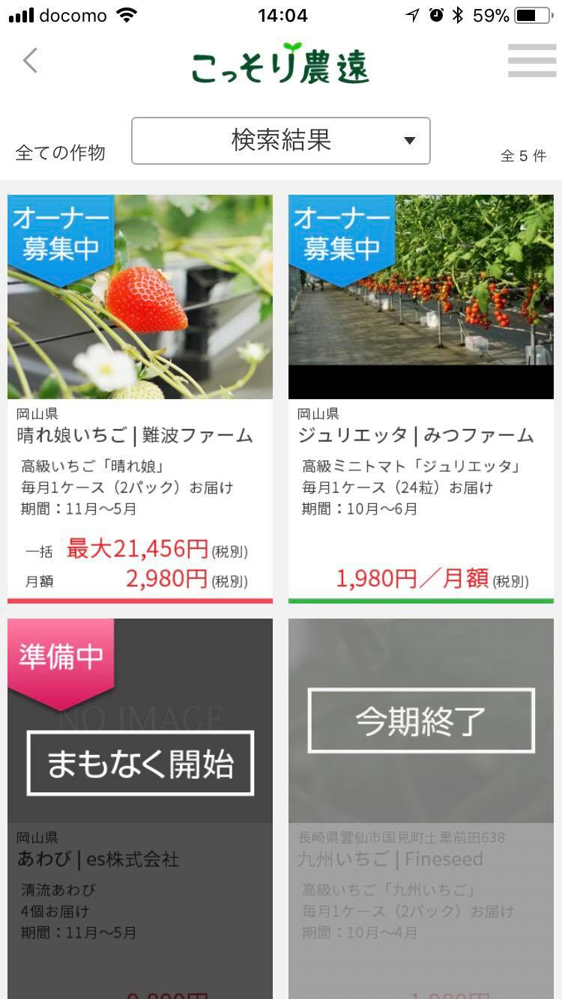 docomo 14:04 59%
こっそり農遠
全ての作物 検索結果 全 5 件
オーナー
募集中
岡山県
晴れ娘いちご | 難波ファーム
高級いちご「晴れ娘」
毎月1ケース（2パック）お届け
期間：11月〜5月
一括 最大21,456円 (税別)
月額 2,980円 (税別)
オーナー
募集中
岡山県
ジュリエッタ | みつファーム
高級ミニトマト「ジュリエッタ」
毎月1ケース（24粒）お届け
期間：10月〜6月
1,980円／月額 (税別)
準備中
NO IMAGE
まもなく開始
岡山県
あわび | es株式会社
清流あわび
4個お届け
期間：11月〜5月
今期終了
長崎県雲仙市国見町土黒前田638
九州いちご | Fineseed
高級いちご「九州いちご」
毎月1ケース（2パック）お届け
期間：10月〜4月